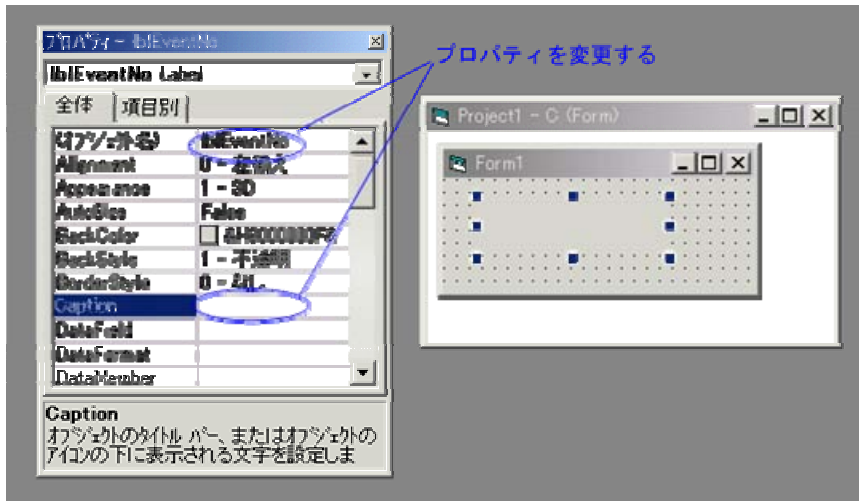 プロパティ - lblEventNo
lblEventNo Label
全体 項目別
(オブジェクト名) lblEventNo
Alignment 0 - 左揃え
Appearance 1 - 3D
AutoSize False
BackColor &H8000000F&
BackStyle 1 - 不透明
BorderStyle 0 - なし
Caption
DataField
DataFormat
DataMember
Caption
オブジェクトのタイトル バー、またはオブジェクトの
アイコンの下に表示される文字を設定しま
プロパティを変更する
Project1 - C (Form)
Form1